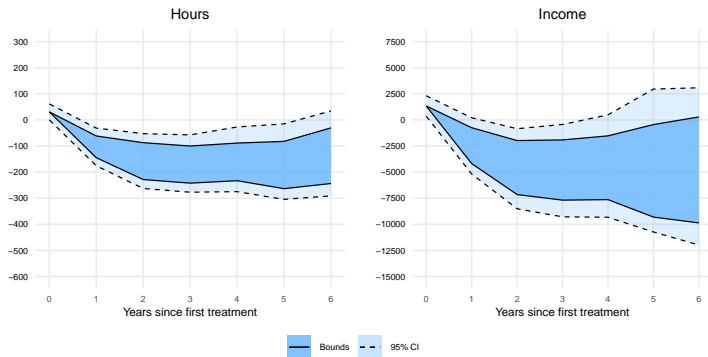 Hours
300
200
100
0
−100
−200
−300
−400
−500
−600
0 1 2 3 4 5 6
Years since first treatment
Income
7500
5000
2500
0
−2500
−5000
−7500
−10000
−12500
−15000
0 1 2 3 4 5 6
Years since first treatment
Bounds 95% CI